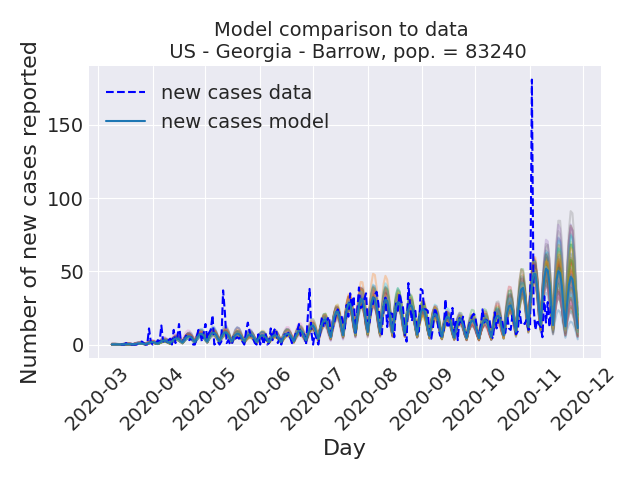 Model comparison to data
US - Georgia - Barrow, pop. = 83240
Number of new cases reported
new cases data
new cases model
150
100
50
0
2020-03
2020-04
2020-05
2020-06
2020-07
2020-08
2020-09
2020-10
2020-11
2020-12
Day